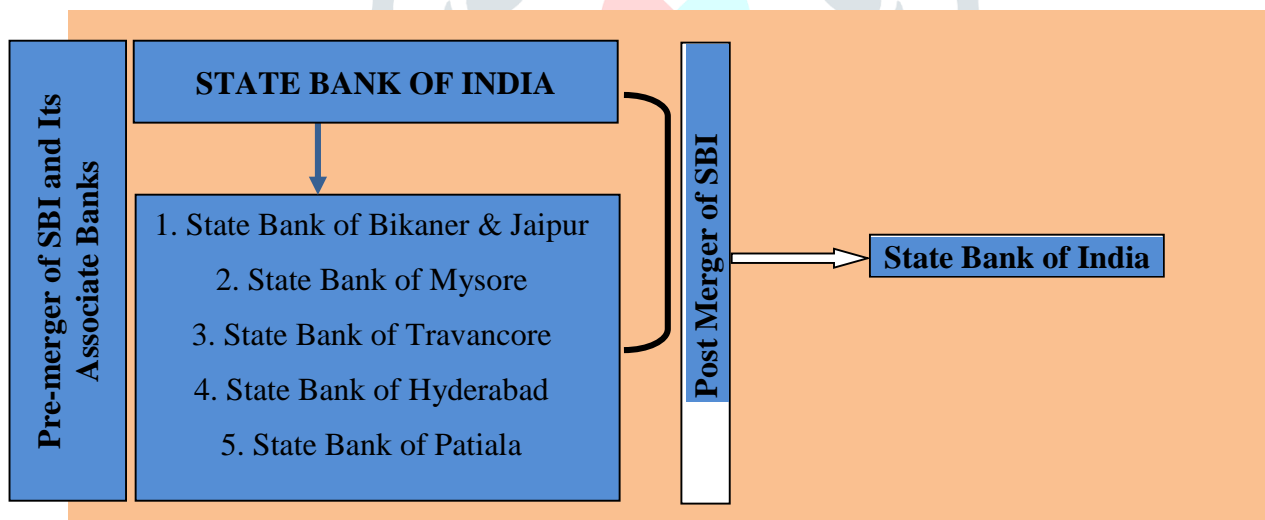 Pre-merger of SBI and Its
Associate Banks
STATE BANK OF INDIA
1. State Bank of Bikaner & Jaipur
2. State Bank of Mysore
3. State Bank of Travancore
4. State Bank of Hyderabad
5. State Bank of Patiala
Post Merger of SBI
State Bank of India